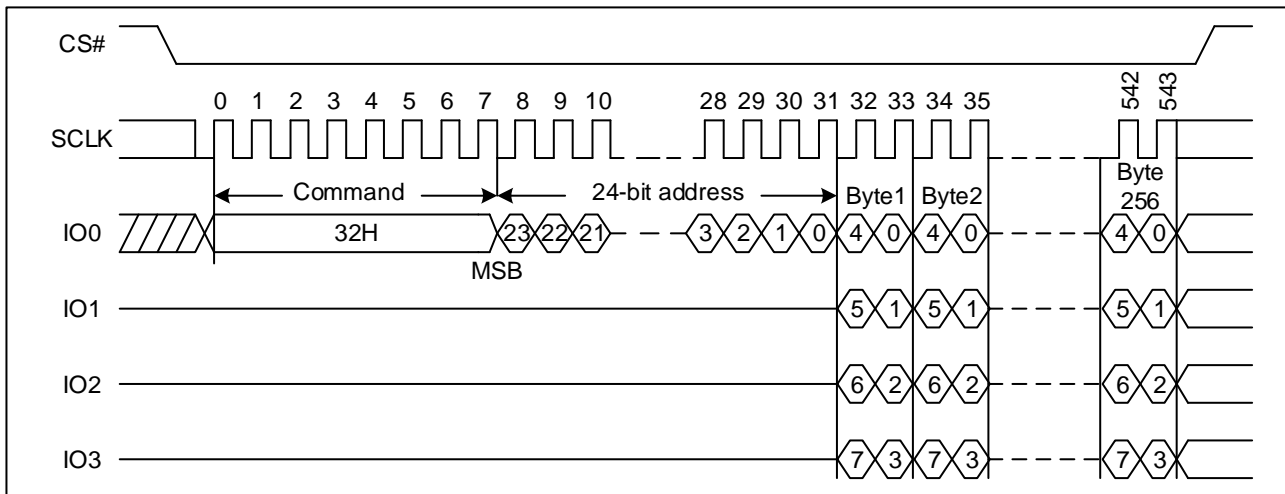 CS#
0 1 2 3 4 5 6 7 8 9 10 28 29 30 31 32 33 34 35 542 543
SCLK
Command 24-bit address Byte1 Byte2 Byte
256
IO0 32H 23 22 21 3 2 1 0 4 0 4 0 4 0
MSB
IO1 5 1 5 1 5 1
IO2 6 2 6 2 6 2
IO3 7 3 7 3 7 3